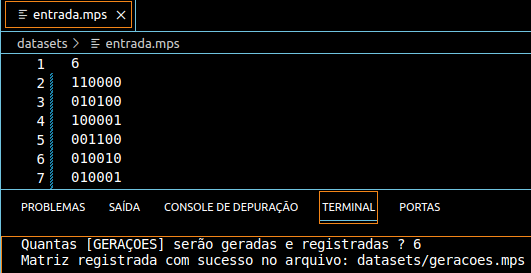 entrada.mps
datasets > entrada.mps
1 6
2 110000
3 010100
4 100001
5 001100
6 010010
7 010001
PROBLEMAS SAÍDA CONSOLE DE DEPURAÇÃO TERMINAL PORTAS
Quantas [GERAÇOES] serão geradas e registradas ? 6
Matriz registrada com sucesso no arquivo: datasets/geracoes.mps